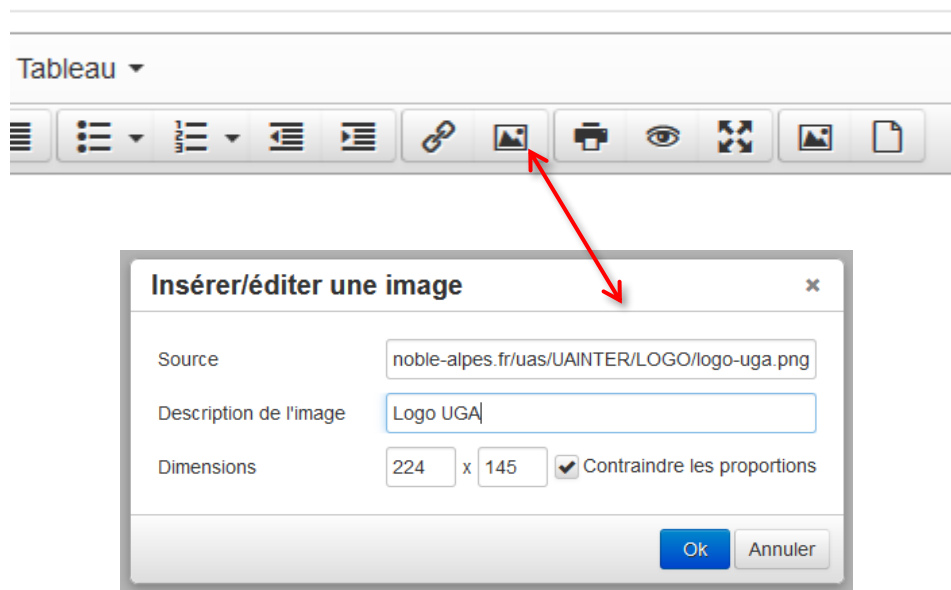 Tableau
Insérer/éditer une image
Source noble-alpes.fr/uas/UAINTER/LOGO/logo-uga.png
Description de l'image Logo UGA
Dimensions 224 x 145 Contraindre les proportions
Ok Annuler